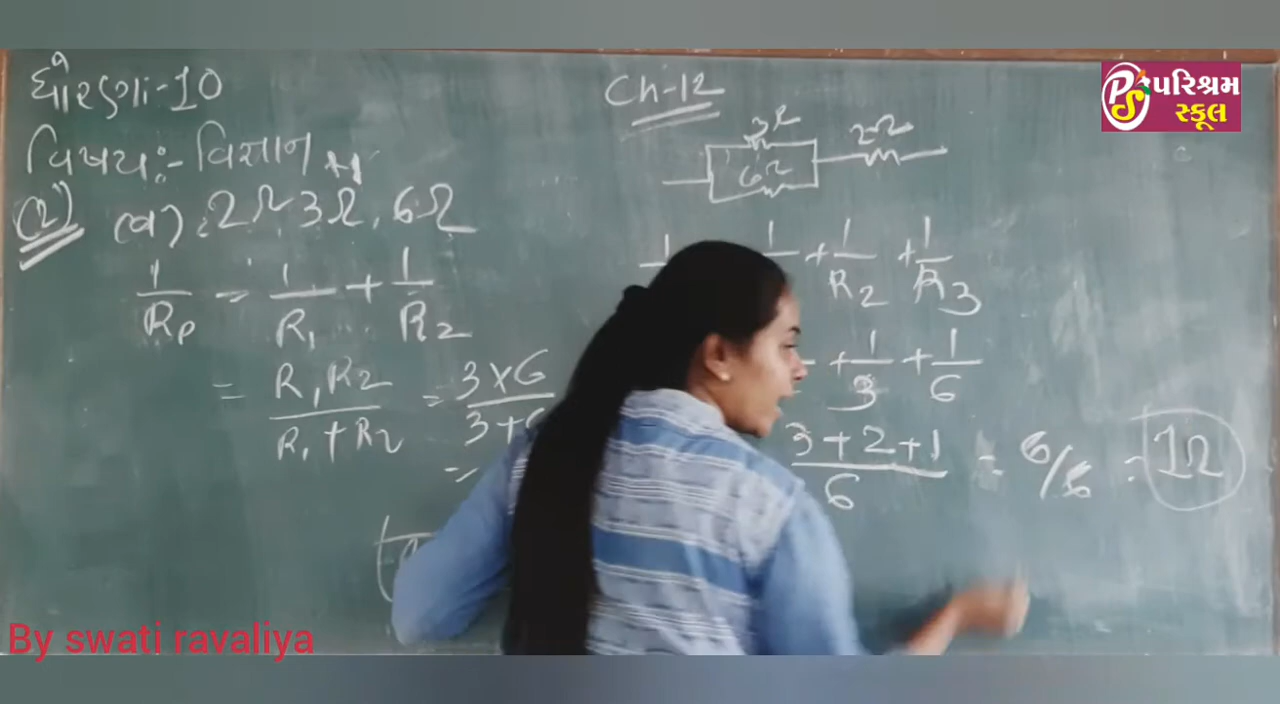 ધોરણ-10
Ch-12
પરિશ્રમ
સ્કૂલ
વિષય:- વિજ્ઞાન
3Ω
2Ω
6Ω
2Ω 3Ω, 6Ω
1/Rp = 1/R1 + 1/R2
+ 1/R2 + 1/R3
= R1R2/R1+R2 = 3×6/3+
+ 1/3 + 1/6
3+2+1/6 = 6/6 = 1Ω
By swati ravaliya